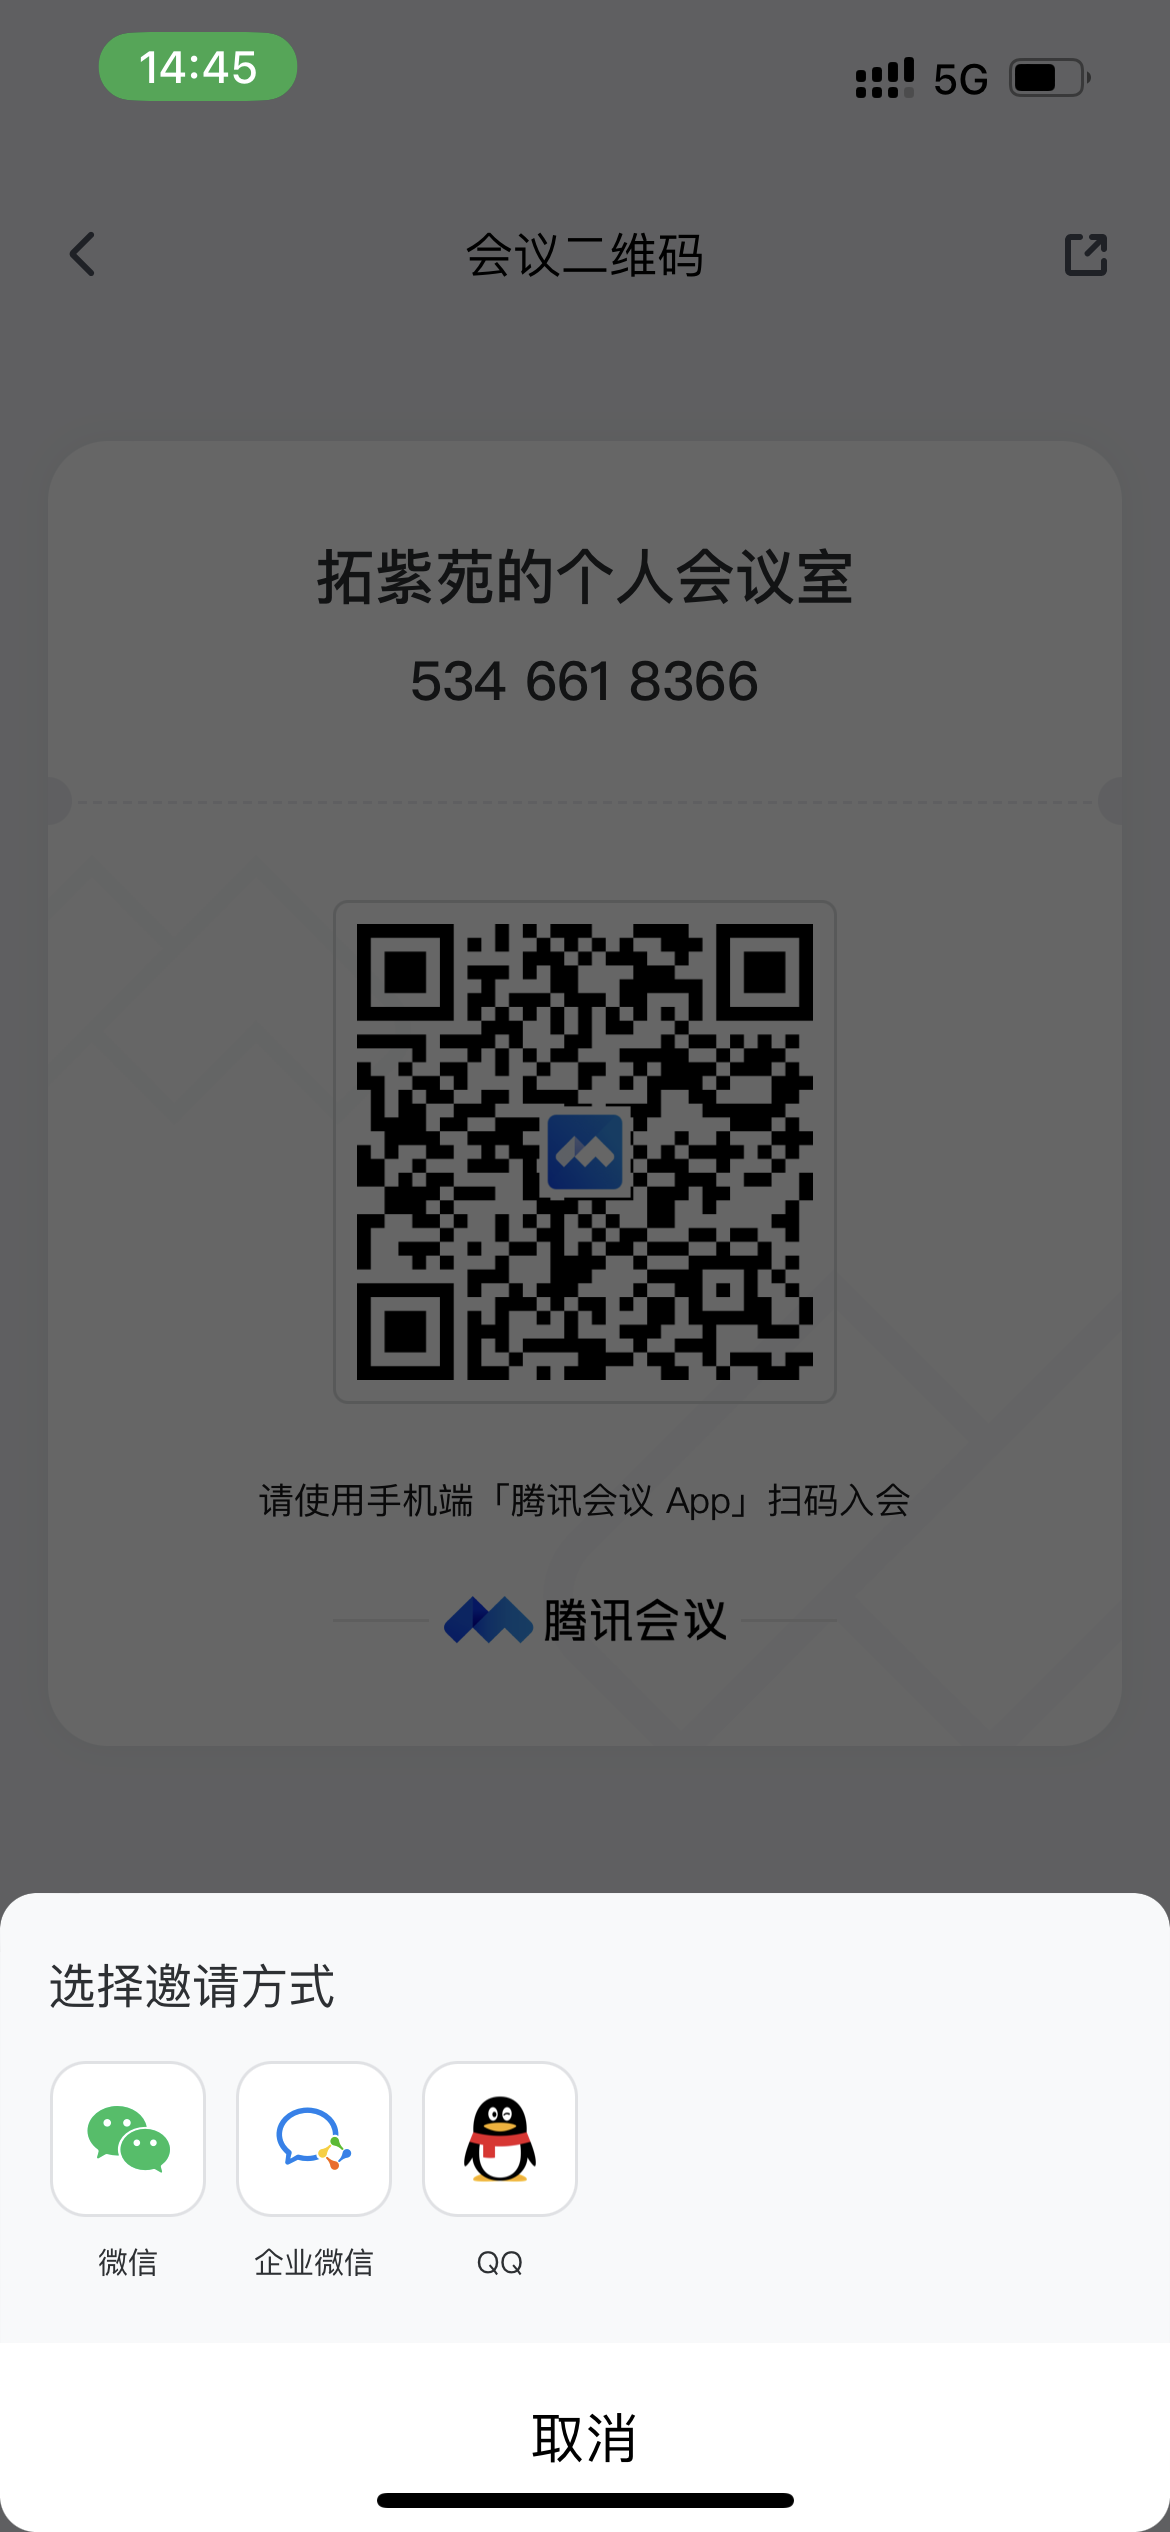 14:45
5G
会议二维码
拓紫苑的个人会议室
534 661 8366
请使用手机端「腾讯会议 App」扫码入会
腾讯会议
选择邀请方式
微信 企业微信 QQ
取消